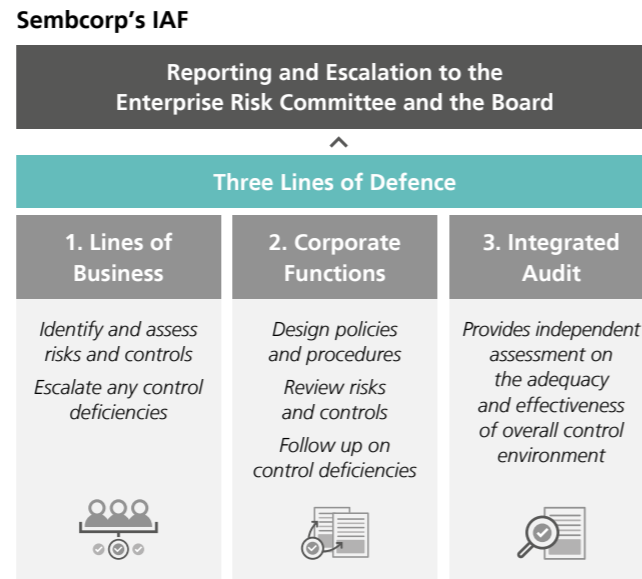 Sembcorp's IAF
Reporting and Escalation to the
Enterprise Risk Committee and the Board
Three Lines of Defence
1. Lines of
Business
Identify and assess
risks and controls
Escalate any control
deficiencies
2. Corporate
Functions
Design policies
and procedures
Review risks
and controls
Follow up on
control deficiencies
3. Integrated
Audit
Provides independent
assessment on
the adequacy
and effectiveness
of overall control
environment